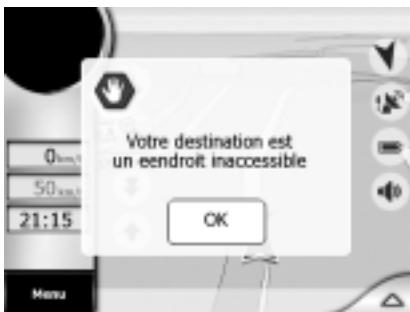 Votre destination est
un eendroit inaccessible
OK
0km/h
50km/h
21:15
Menu